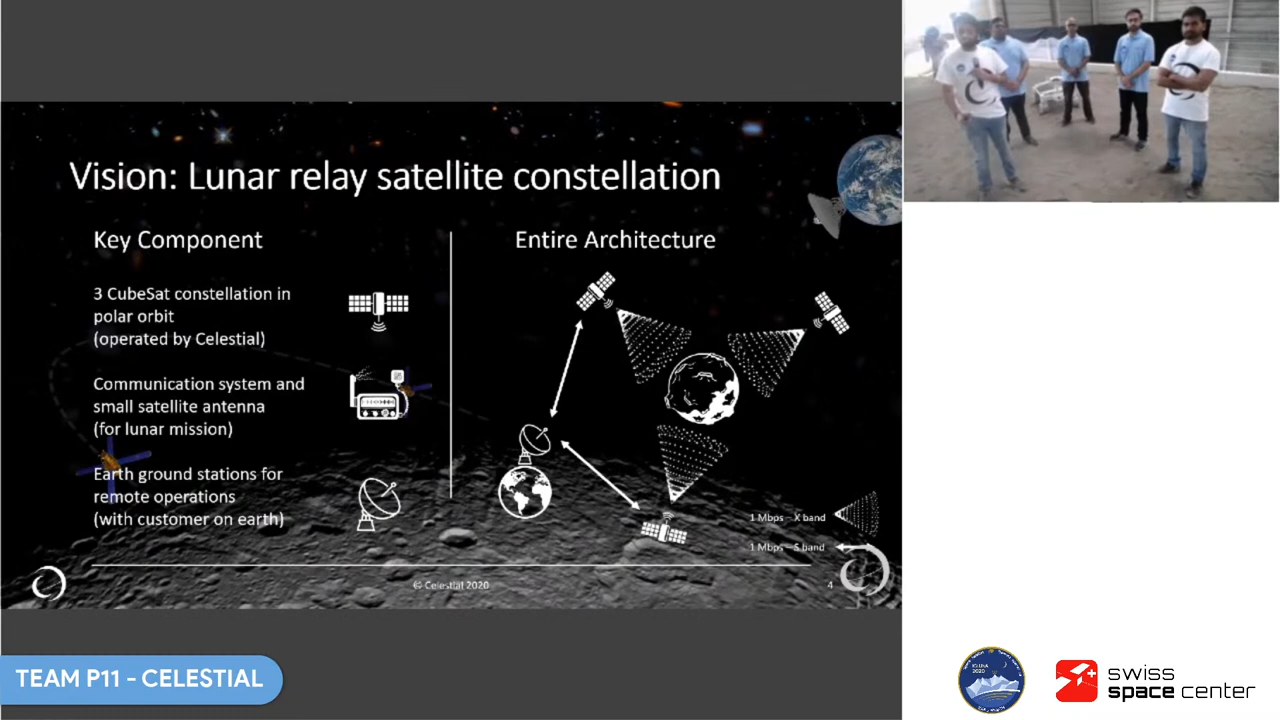 Vision: Lunar relay satellite constellation
Key Component
3 CubeSat constellation in
polar orbit
(operated by Celestial)
Communication system and
small satellite antenna
(for lunar mission)
Earth ground stations for
remote operations
(with customer on earth)
Entire Architecture
1 Mbps – X band
1 Mbps – S band
© Celestial 2020
4
TEAM P11 - CELESTIAL
IGLUNA
2020
swiss
space center